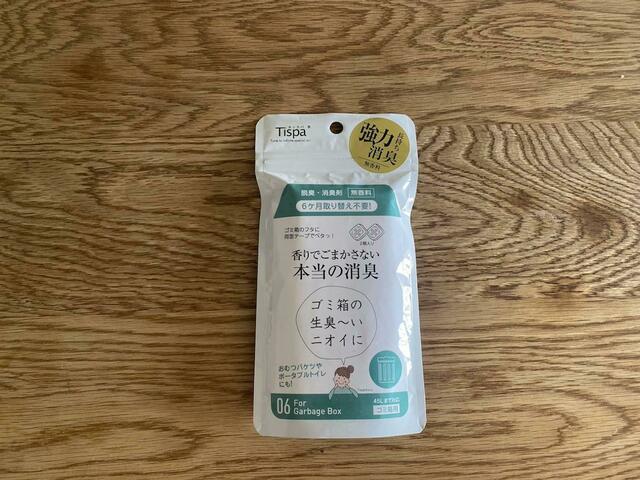 Tispa
強力
消臭
長持ち
無香料
脱臭・消臭剤 無香料
6ケ月取り替え不要!
ゴミ箱のフタに
両面テープでペタッ!
2個入り
香りでごまかさない
本当の消臭
ゴミ箱の
生臭〜い
ニオイに
おむつバケツや
ポータブルトイレ
にも!
06 For
Garbage Box
45Lまでに
ゴミ箱用